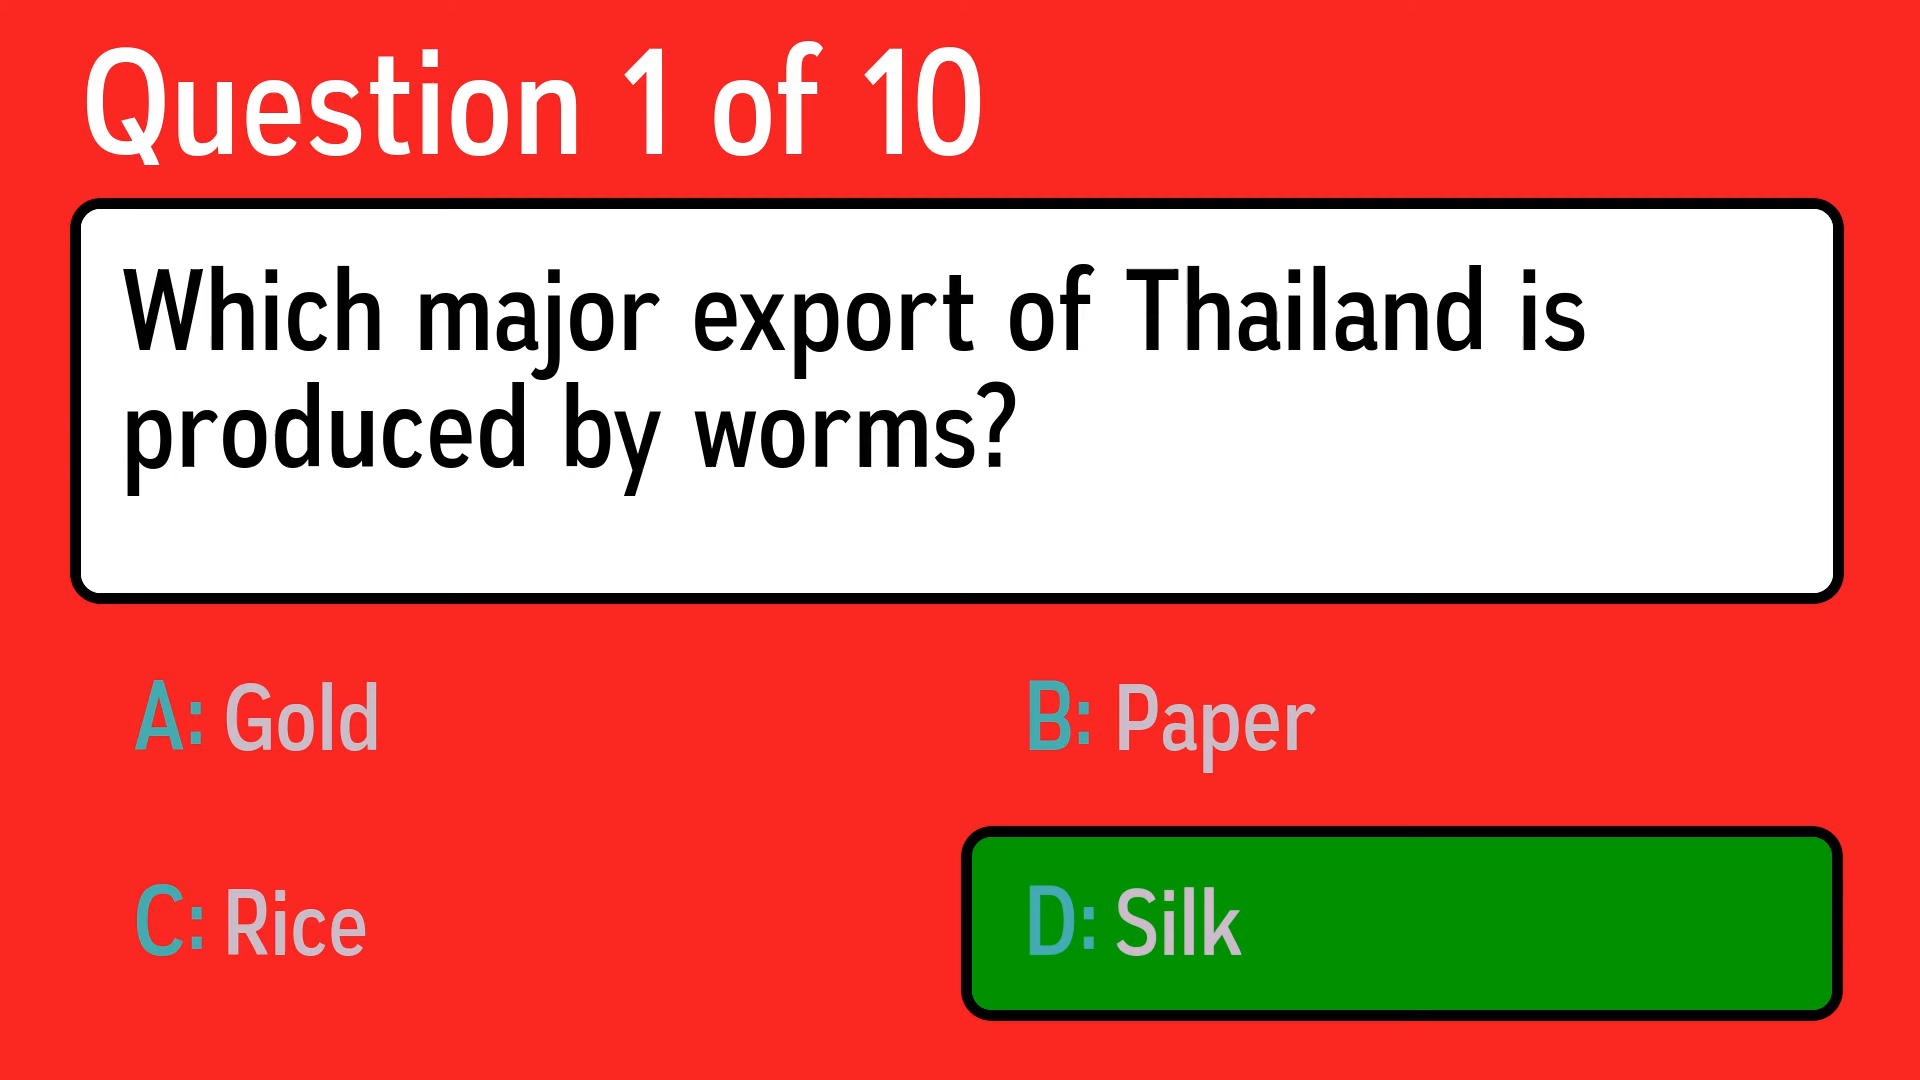 Question 1 of 10
Which major export of Thailand is
produced by worms?
A: Gold
B: Paper
C: Rice
D: Silk